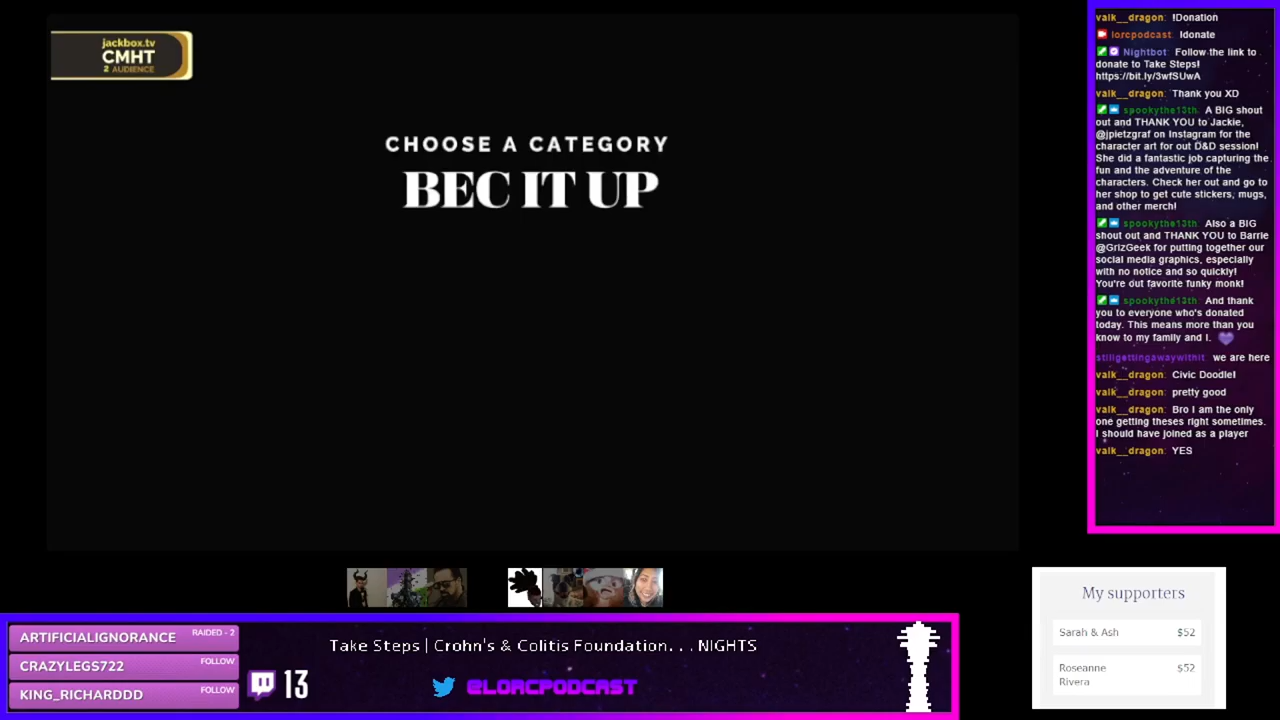 jackbox.tv
CMHT
2 AUDIENCE
CHOOSE A CATEGORY
BEC IT UP
valk__dragon: !Donation
lorcpodcast: !donate
Nightbot: Follow the link to
donate to Take Steps!
https://bit.ly/3wfSUwA
valk__dragon: Thank you XD
spookythe13th: A BIG shout
out and THANK YOU to Jackie,
@jpietzgraf on Instagram for the
character art for out D&D session!
She did a fantastic job capturing the
fun and the adventure of the
characters. Check her out and go to
her shop to get cute stickers, mugs,
and other merch!
spookythe13th: Also a BIG
shout out and THANK YOU to Barrie
@GrizGeek for putting together our
social media graphics, especially
with no notice and so quickly!
You're out favorite funky monk!
spookythe13th: And thank
you to everyone who's donated
today. This means more than you
know to my family and I.
stillgettingawaywithit: we are here
valk__dragon: Civic Doodle!
valk__dragon: pretty good
valk__dragon: Bro I am the only
one getting theses right sometimes.
I should have joined as a player
valk__dragon: YES
ARTIFICIALIGNORANCE RAIDED - 2
CRAZYLEGS722 FOLLOW
KING_RICHARDDD FOLLOW
13
Take Steps | Crohn's & Colitis Foundation. . . NIGHTS
@LORCPODCAST
My supporters
Sarah & Ash $52
Roseanne $52
Rivera